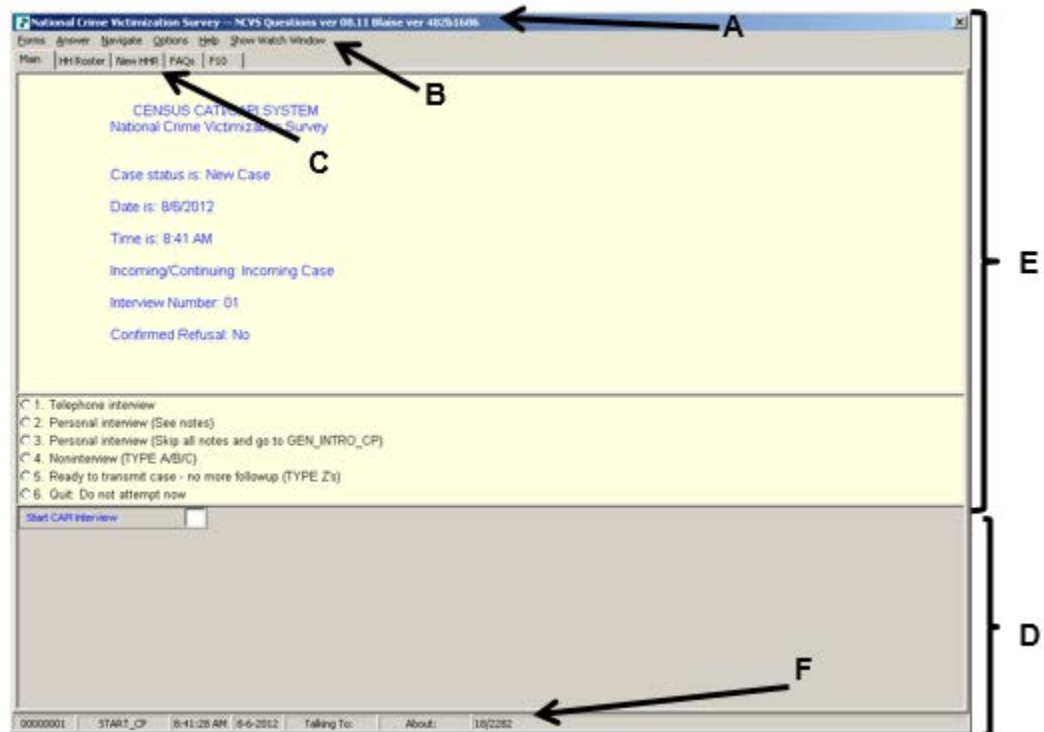 National Crime Victimization Survey -- NCVS Questions ver 08.11 Blaise ver 482b1606
A
Forms Answer Navigate Options Help Show Watch Window
B
Main HH Roster New HHR FAQs F10
C
CENSUS CATI/CAPI SYSTEM
National Crime Victimization Survey
Case status is: New Case
Date is: 8/6/2012
Time is: 8:41 AM
Incoming/Continuing: Incoming Case
Interview Number: 01
Confirmed Refusal: No
E
1. Telephone interview
2. Personal interview (See notes)
3. Personal interview (Skip all notes and go to GEN_INTRO_CP)
4. Noninterview (TYPE A/B/C)
5. Ready to transmit case - no more followup (TYPE Z's)
6. Quit: Do not attempt now
Start CAPI Interview
D
F
00000001 START_CP 8:41:28 AM 8-6-2012 Talking To: About: 10/2282